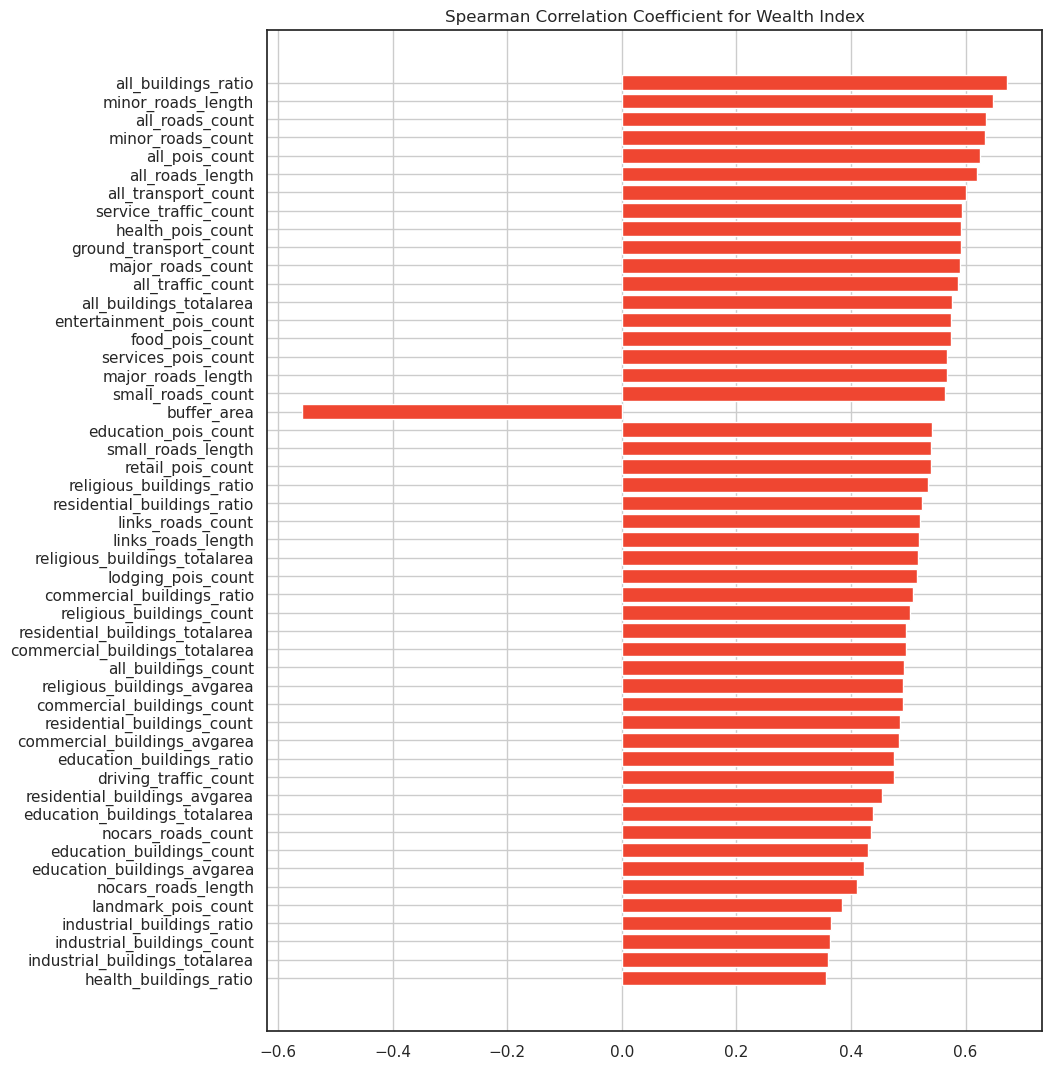 Spearman Correlation Coefficient for Wealth Index
all_buildings_ratio
minor_roads_length
all_roads_count
minor_roads_count
all_pois_count
all_roads_length
all_transport_count
service_traffic_count
health_pois_count
ground_transport_count
major_roads_count
all_traffic_count
all_buildings_totalarea
entertainment_pois_count
food_pois_count
services_pois_count
major_roads_length
small_roads_count
buffer_area
education_pois_count
small_roads_length
retail_pois_count
religious_buildings_ratio
residential_buildings_ratio
links_roads_count
links_roads_length
religious_buildings_totalarea
lodging_pois_count
commercial_buildings_ratio
religious_buildings_count
residential_buildings_totalarea
commercial_buildings_totalarea
all_buildings_count
religious_buildings_avgarea
commercial_buildings_count
residential_buildings_count
commercial_buildings_avgarea
education_buildings_ratio
driving_traffic_count
residential_buildings_avgarea
education_buildings_totalarea
nocars_roads_count
education_buildings_count
education_buildings_avgarea
nocars_roads_length
landmark_pois_count
industrial_buildings_ratio
industrial_buildings_count
industrial_buildings_totalarea
health_buildings_ratio
−0.6 −0.4 −0.2 0.0 0.2 0.4 0.6